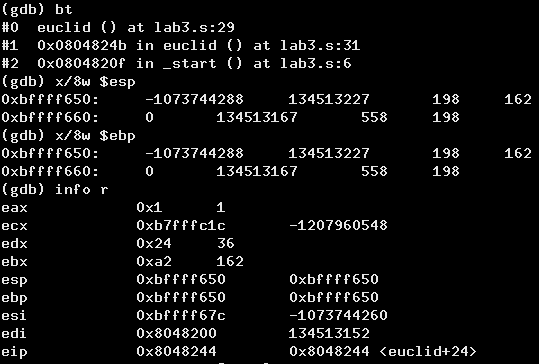 (gdb) bt
#0  euclid () at lab3.s:29
#1  0x0804824b in euclid () at lab3.s:31
#2  0x0804820f in _start () at lab3.s:6
(gdb) x/8w $esp
0xbffff650:     -1073744288     134513227       198     162
0xbffff660:     0       134513167       558     198
(gdb) x/8w $ebp
0xbffff650:     -1073744288     134513227       198     162
0xbffff660:     0       134513167       558     198
(gdb) info r
eax            0x1      1
ecx            0xb7fffc1c       -1207960548
edx            0x24     36
ebx            0xa2     162
esp            0xbffff650       0xbffff650
ebp            0xbffff650       0xbffff650
esi            0xbffff67c       -1073744260
edi            0x8048200        134513152
eip            0x8048244        0x8048244 <euclid+24>